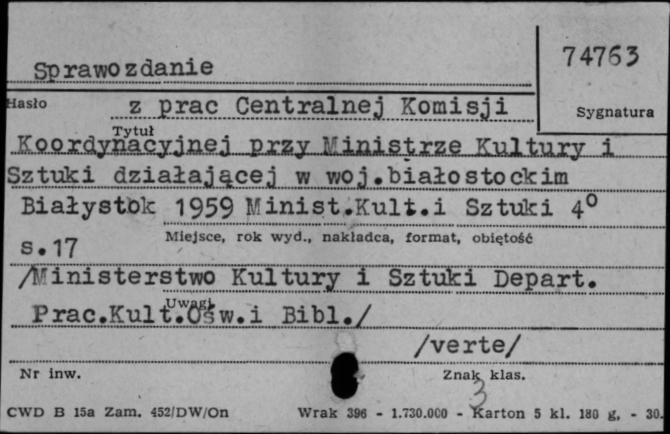 Sprawozdanie
74763
Hasło
z prac Centralnej Komisji
Sygnatura
Tytuł
Koordynacyjnej przy Ministrze Kultury i
Sztuki działającej w woj.białostockim
Białystok 1959 Minist.Kult.i Sztuki 4°
Miejsce, rok wyd., nakładca, format, objętość
s.17
/Ministerstwo Kultury i Sztuki Depart.
Uwagi
Prac.Kult.Ośw.i Bibl./
/verte/
Nr inw.
Znak klas.
3
CWD B 15a Zam. 452/DW/On Wrak 396 - 1.730.000 - Karton 5 kl. 180 g. - 30.